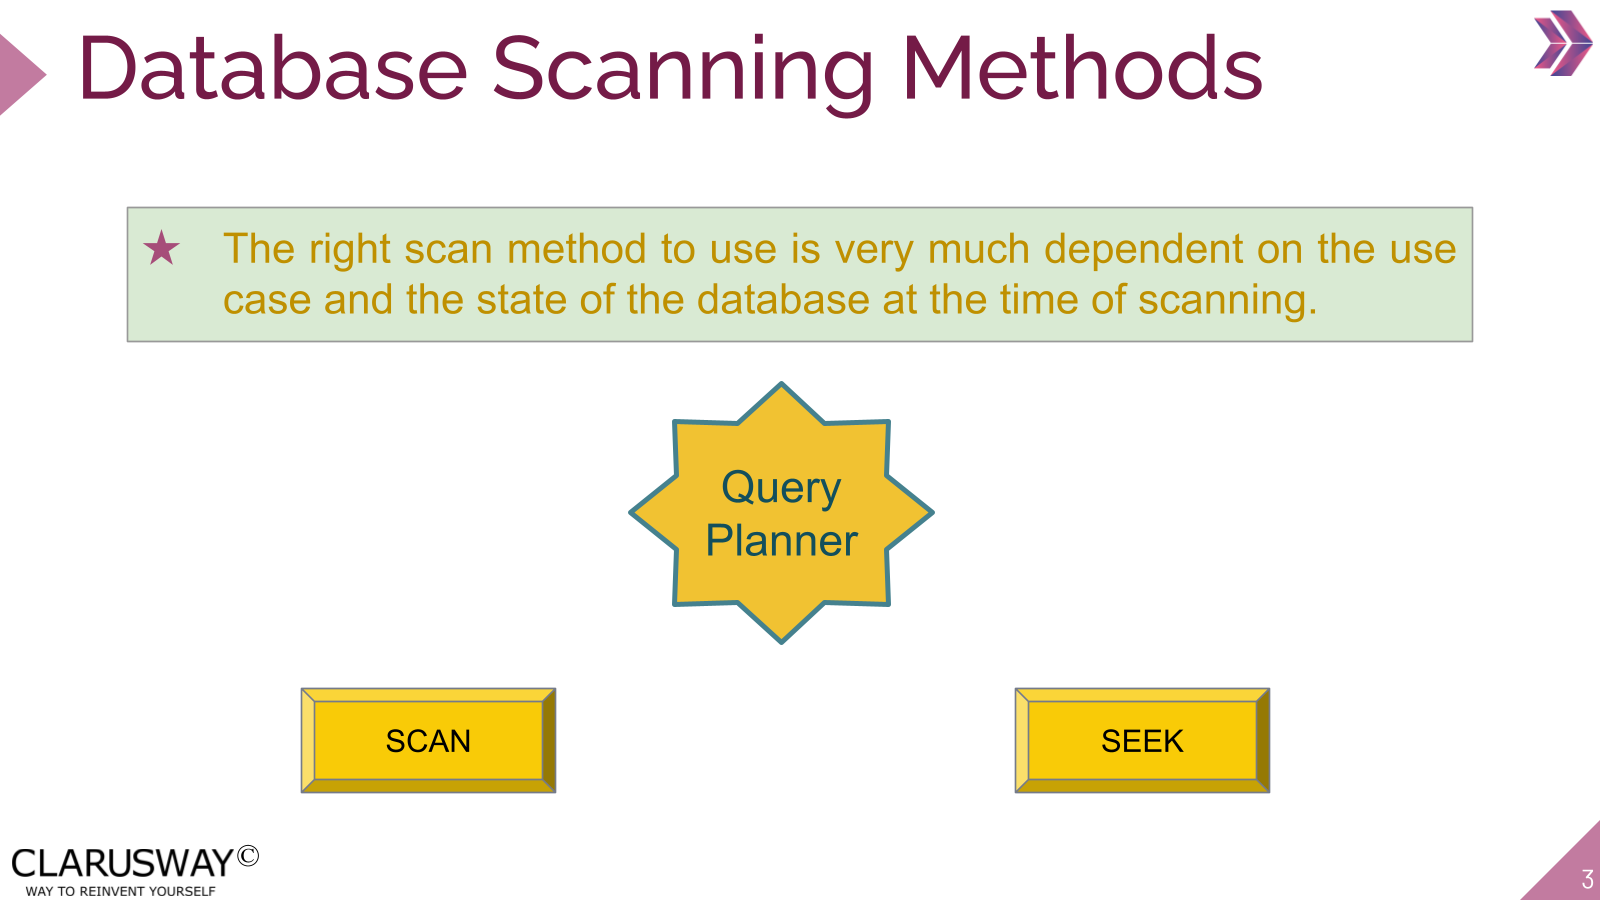 Database Scanning Methods
★ The right scan method to use is very much dependent on the use
case and the state of the database at the time of scanning.
Query
Planner
SCAN
SEEK
CLARUSWAY©
WAY TO REINVENT YOURSELF
3